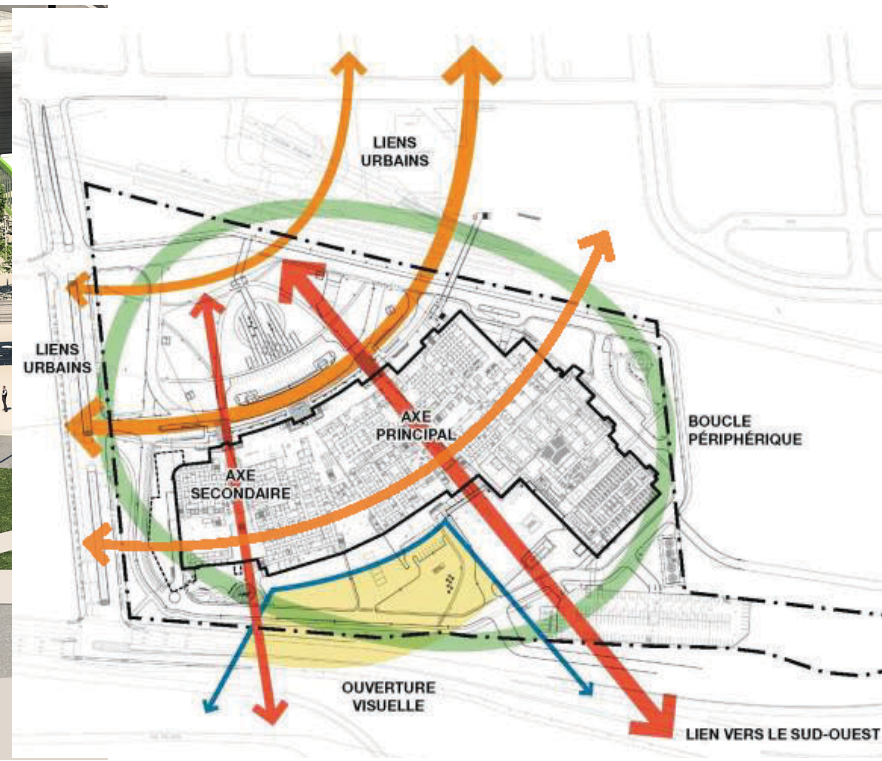 LIENS
URBAINS
LIENS
URBAINS
AXE
PRINCIPAL
BOUCLE
PÉRIPHÉRIQUE
AXE
SECONDAIRE
OUVERTURE
VISUELLE
LIEN VERS LE SUD-OUEST